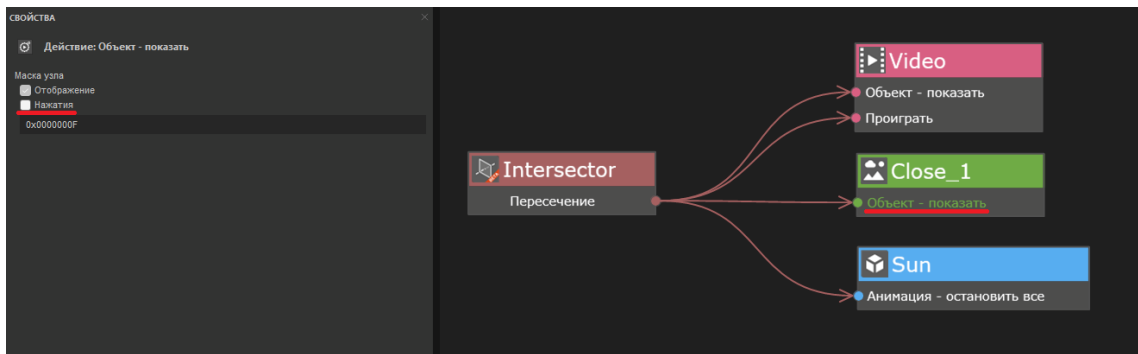 СВОЙСТВА
Действие: Объект - показать
Маска узла
Отображение
Нажатия
0x0000000F
Intersector
Пересечение
Video
Объект - показать
Проиграть
Close_1
Объект - показать
Sun
Анимация - остановить все